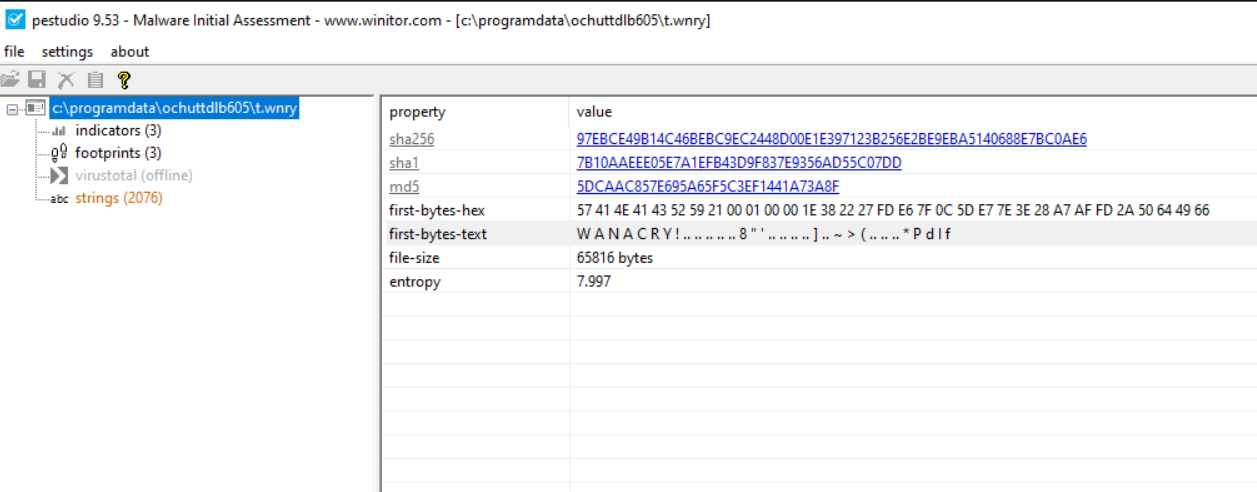 pestudio 9.53 - Malware Initial Assessment - www.winitor.com - [c:\programdata\ochuttdlb605\t.wnry]
file settings about
c:\programdata\ochuttdlb605\t.wnry
indicators (3)
footprints (3)
virustotal (offline)
abc strings (2076)
property value
sha256 97EBCE49B14C46BEBC9EC2448D00E1E397123B256E2BE9EBA5140688E7BC0AE6
sha1 7B10AAEEE05E7A1EFB43D9F837E9356AD55C07DD
md5 5DCAAC857E695A65F5C3EF1441A73A8F
first-bytes-hex 57 41 4E 41 43 52 59 21 00 01 00 00 1E 38 22 27 FD E6 7F 0C 5D E7 7E 3E 28 A7 AF FD 2A 50 64 49 66
first-bytes-text W A N A C R Y ! .. .. .. .. .. 8 " ' .. .. .. .. ] .. ~ > ( .. .. .. * P d I f
file-size 65816 bytes
entropy 7.997